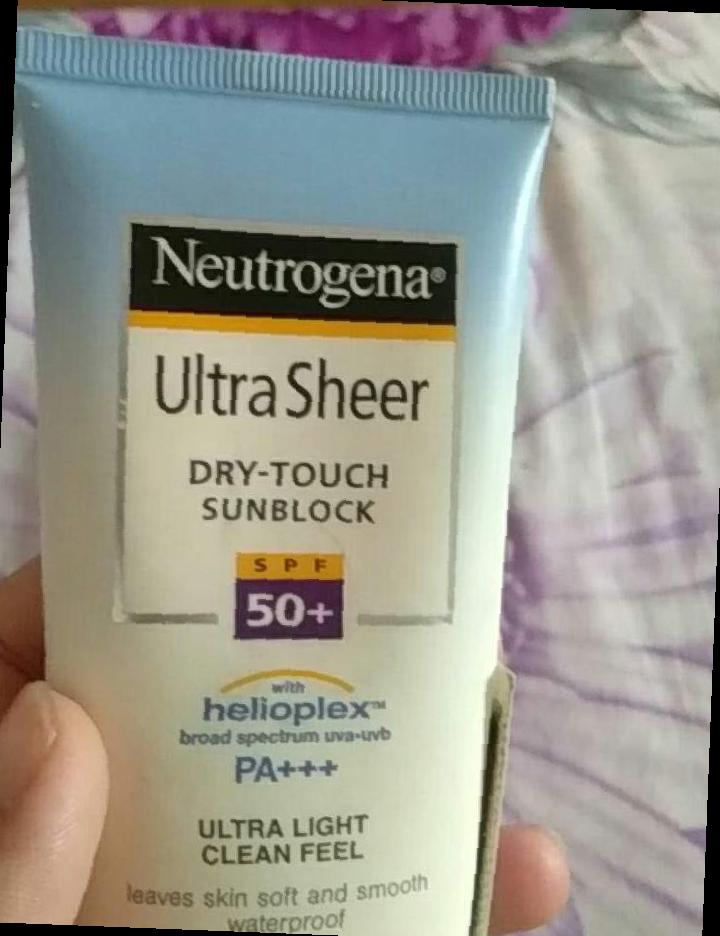 Neutrogena®
Ultra Sheer
DRY-TOUCH
SUNBLOCK
SPF
50+
with
helioplex™
broad spectrum uva-uvb
PA+++
ULTRA LIGHT
CLEAN FEEL
leaves skin soft and smooth
waterproof